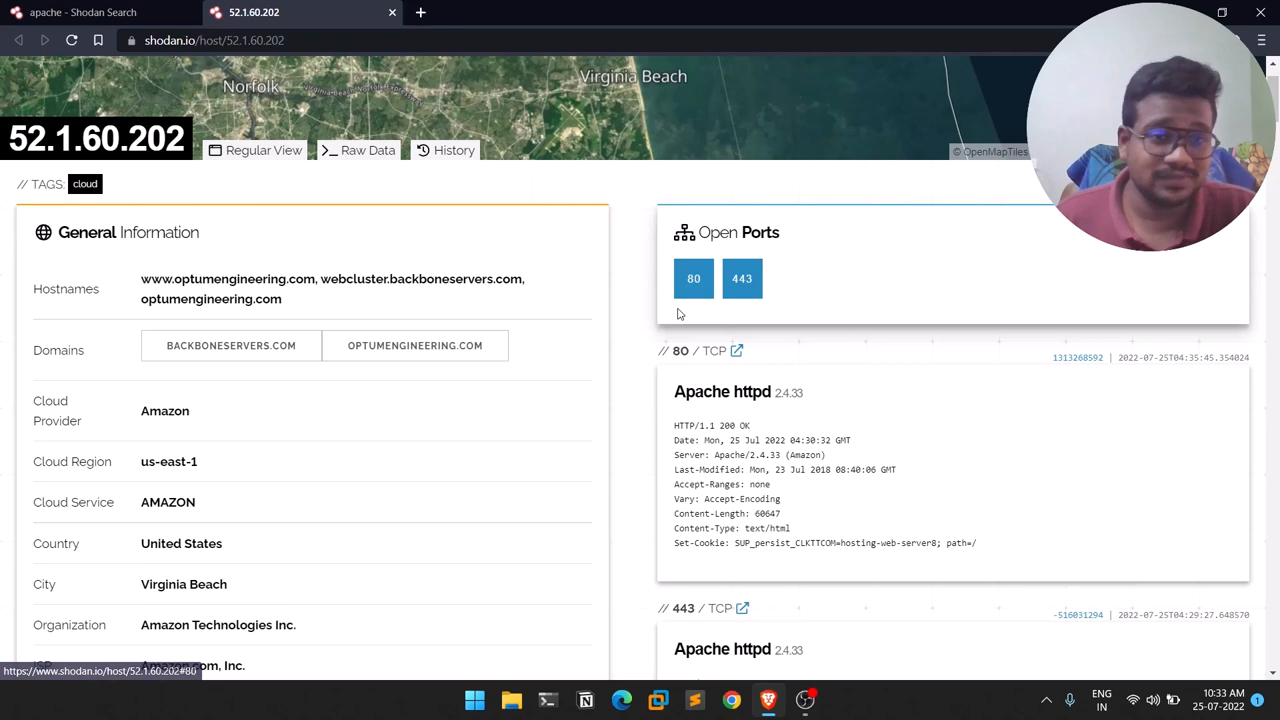 apache - Shodan Search
52.1.60.202
shodan.io/host/52.1.60.202
Norfolk
Virginia Beach
52.1.60.202
Regular View
Raw Data
History
© OpenMapTiles
// TAGS: cloud
General Information
Hostnames
www.optumengineering.com, webcluster.backboneservers.com,
optumengineering.com
Domains
BACKBONESERVERS.COM
OPTUMENGINEERING.COM
Cloud
Provider
Amazon
Cloud Region
us-east-1
Cloud Service
AMAZON
Country
United States
City
Virginia Beach
Organization
Amazon Technologies Inc.
ISP
Amazon.com, Inc.
Open Ports
80
443
// 80 / TCP
1313268592 | 2022-07-25T04:35:45.354024
Apache httpd 2.4.33
HTTP/1.1 200 OK
Date: Mon, 25 Jul 2022 04:30:32 GMT
Server: Apache/2.4.33 (Amazon)
Last-Modified: Mon, 23 Jul 2018 08:40:06 GMT
Accept-Ranges: none
Vary: Accept-Encoding
Content-Length: 60647
Content-Type: text/html
Set-Cookie: SUP_persist_CLKTTCOM=hosting-web-server8; path=/
// 443 / TCP
-516031294 | 2022-07-25T04:29:27.648570
Apache httpd 2.4.33
https://www.shodan.io/host/52.1.60.202#80
ENG
IN
10:33 AM
25-07-2022
1